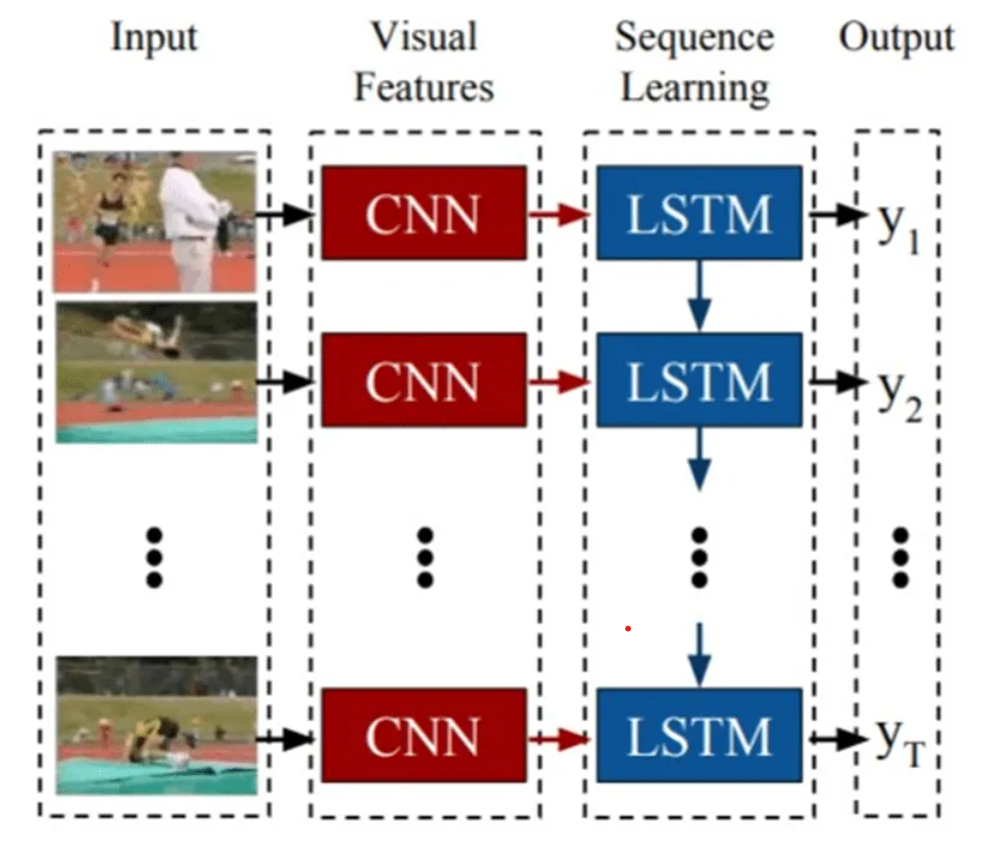 Input
Visual
Features
Sequence
Learning
Output
CNN
LSTM
y1
CNN
LSTM
y2
CNN
LSTM
yT